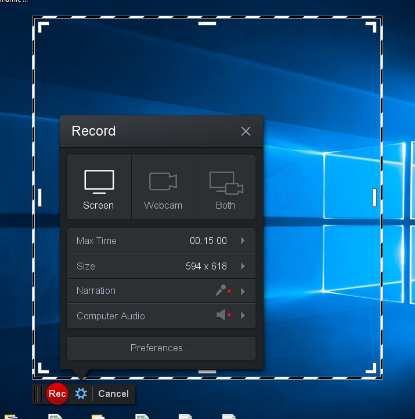 Record
Screen
Webcam
Both
Max Time 00:15:00
Size 594 x 618
Narration
Computer Audio
Preferences...
Rec
Cancel